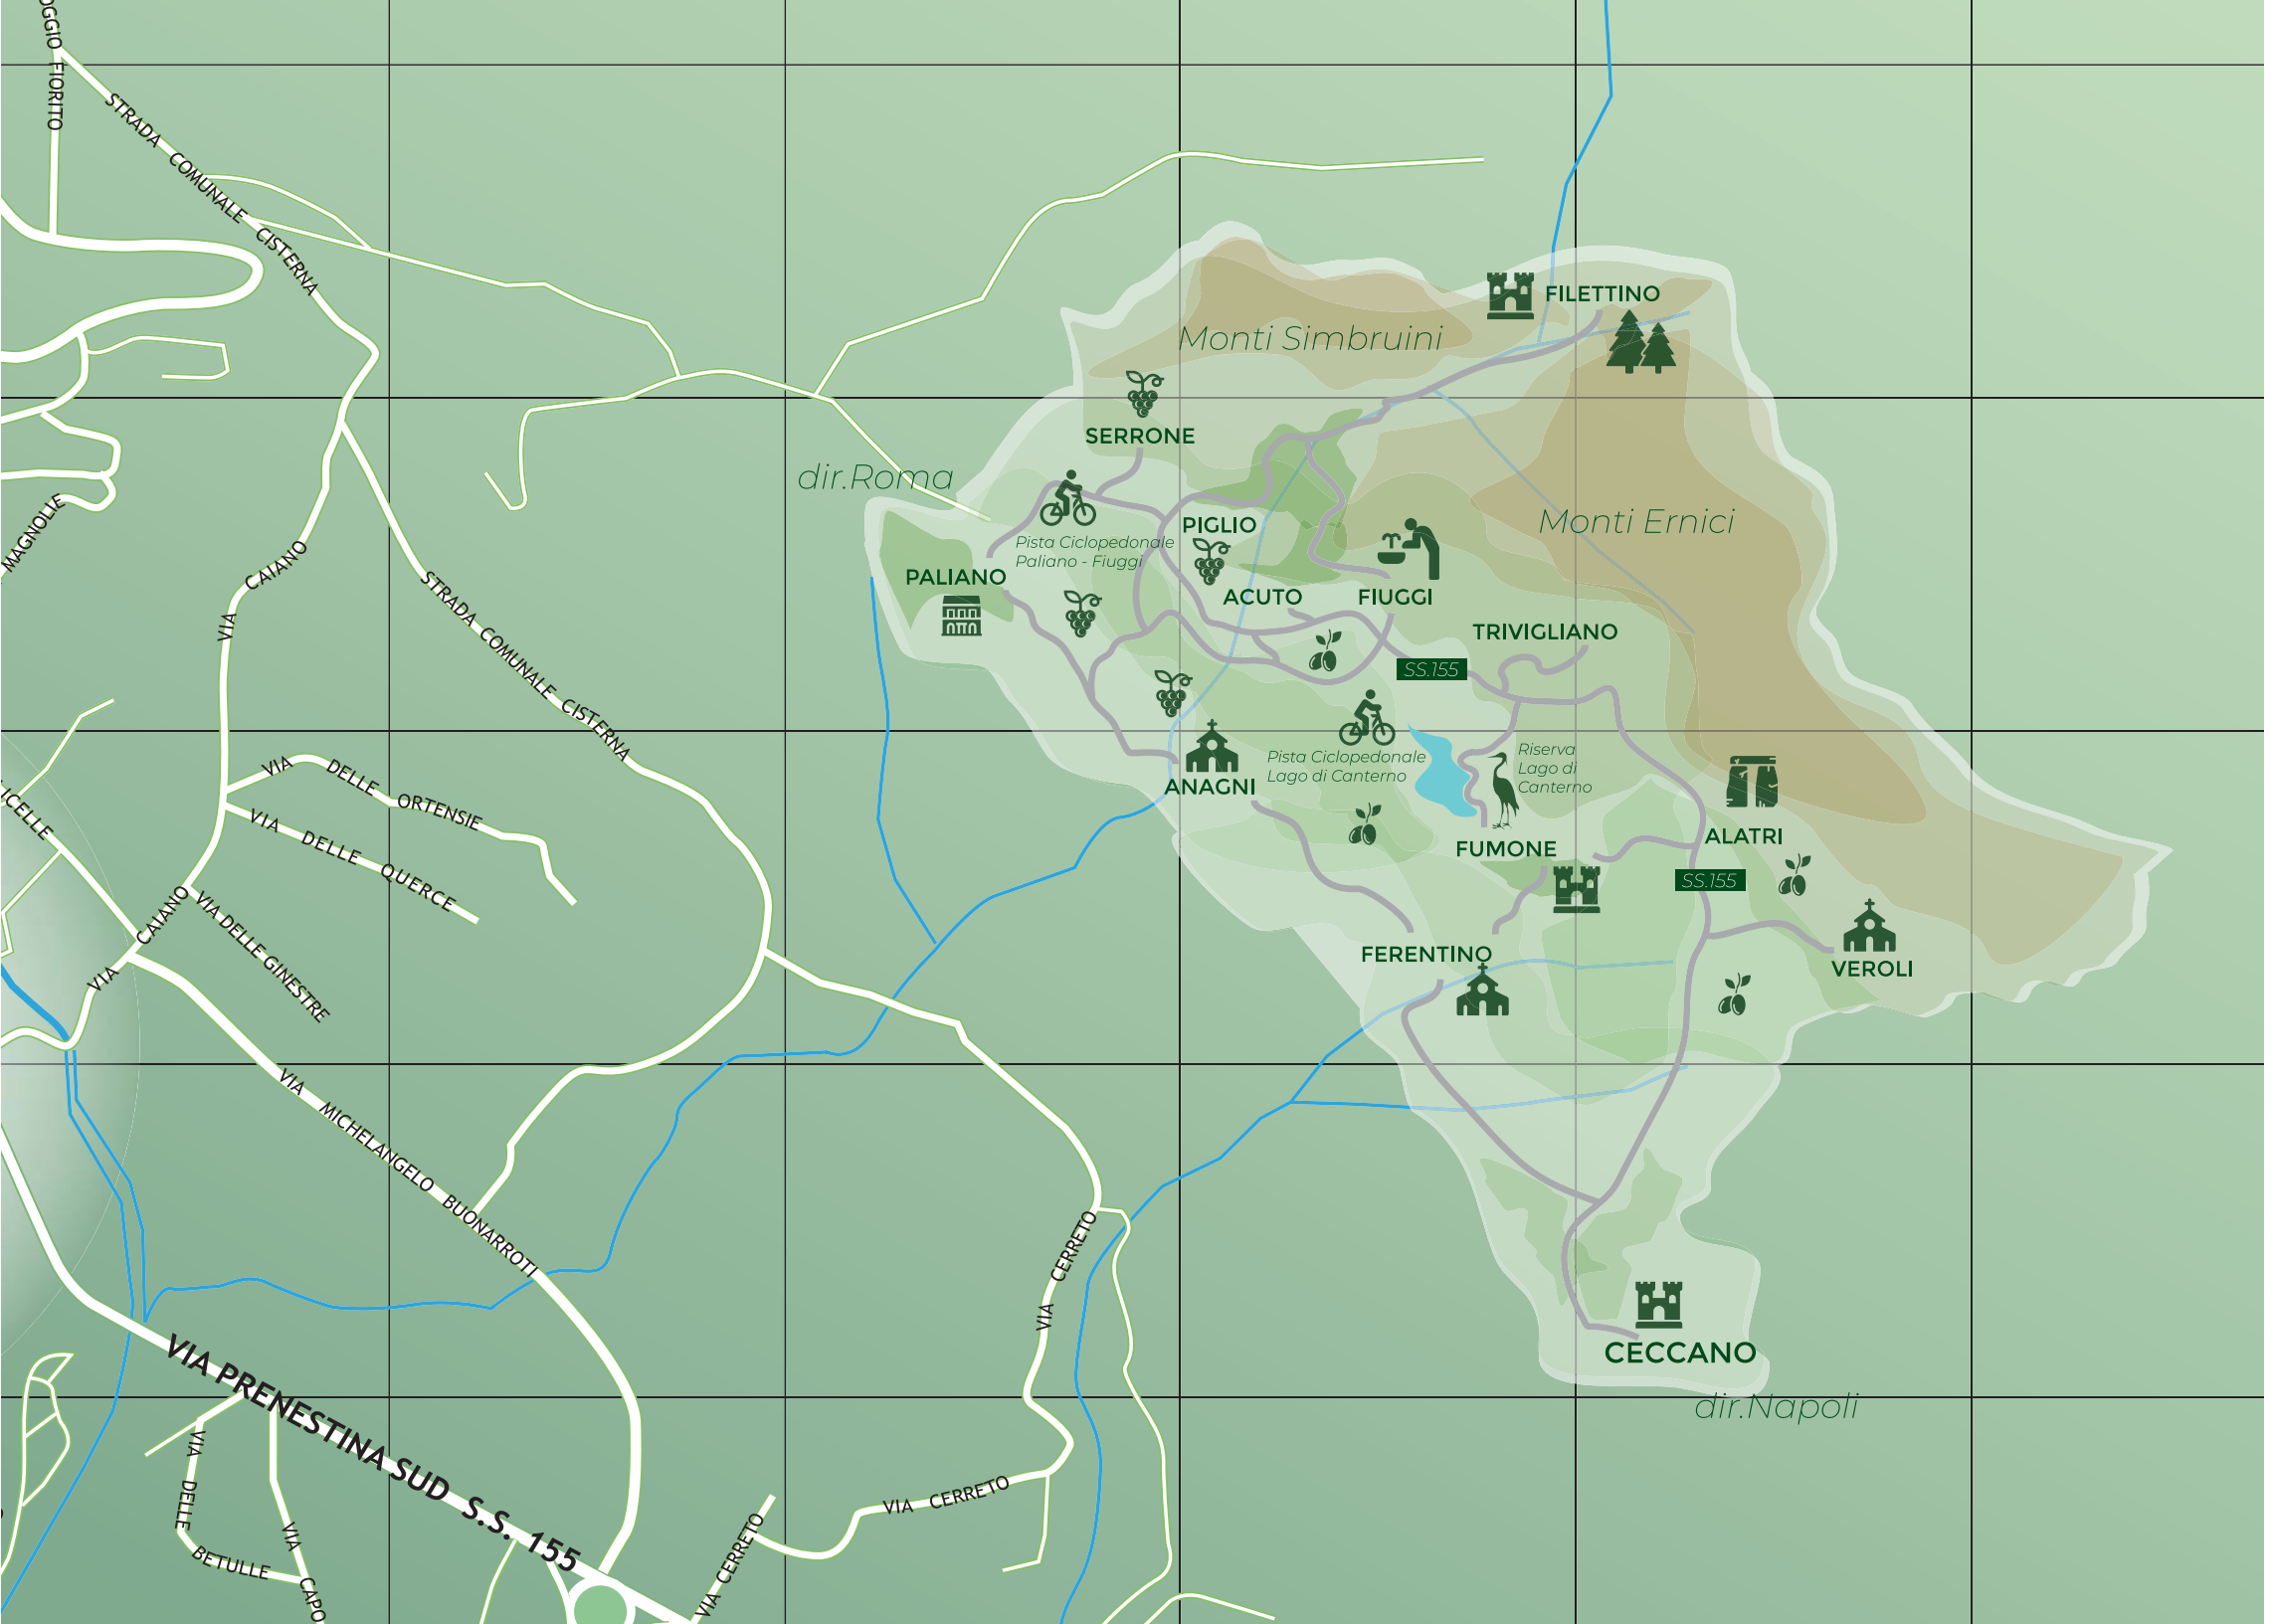 OGGIO FIORITO
STRADA COMUNALE CISTERNA
MAGNOLIE
VIA CAIANO
STRADA COMUNALE CISTERNA
VIA DELLE ORTENSIE
VIA DELLE QUERCE
VIA DELLE GINESTRE
ICELLE
VIA CAIANO
VIA MICHELANGELO BUONARROTI
VIA PRENESTINA SUD S.S. 155
VIA DELLE BETULLE
VIA CAPO
VIA CERRETO
VIA CERRETO
VIA CERRETO
FILETTINO
Monti Simbruini
SERRONE
dir.Roma
Monti Ernici
PIGLIO
Pista Ciclopedonale
Paliano - Fiuggi
PALIANO
ACUTO
FIUGGI
TRIVIGLIANO
SS.155
Pista Ciclopedonale
Lago di Canterno
Riserva
Lago di
Canterno
ANAGNI
ALATRI
FUMONE
SS.155
FERENTINO
VEROLI
CECCANO
dir.Napoli